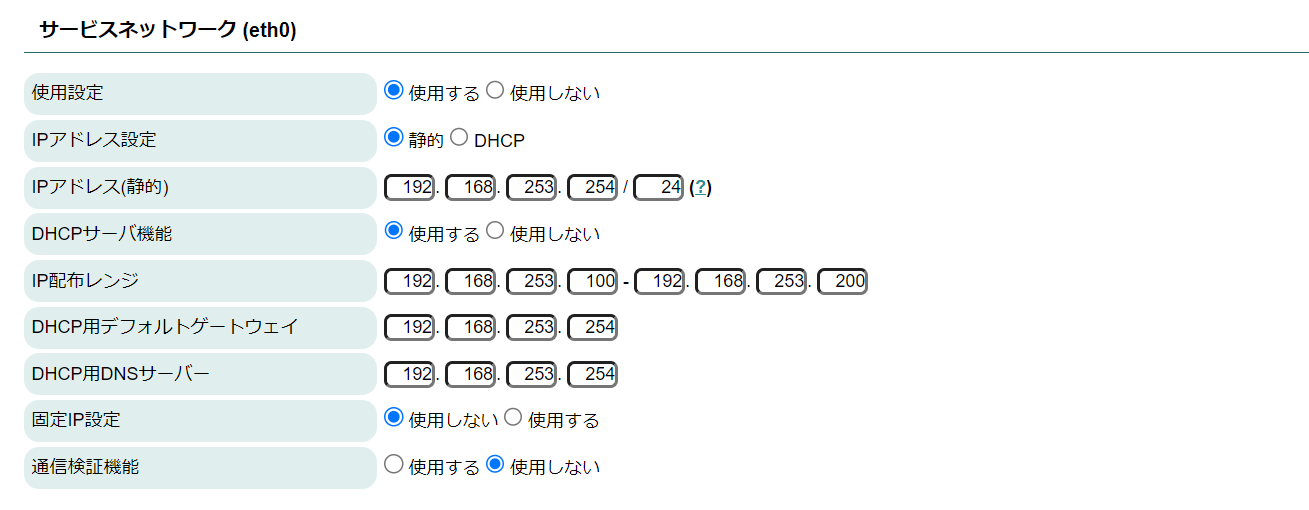 サービスネットワーク (eth0)
使用設定 使用する 使用しない
IPアドレス設定 静的 DHCP
IPアドレス(静的) 192. 168. 253. 254 / 24 (?)
DHCPサーバ機能 使用する 使用しない
IP配布レンジ 192. 168. 253. 100 - 192. 168. 253. 200
DHCP用デフォルトゲートウェイ 192. 168. 253. 254
DHCP用DNSサーバー 192. 168. 253. 254
固定IP設定 使用しない 使用する
通信検証機能 使用する 使用しない